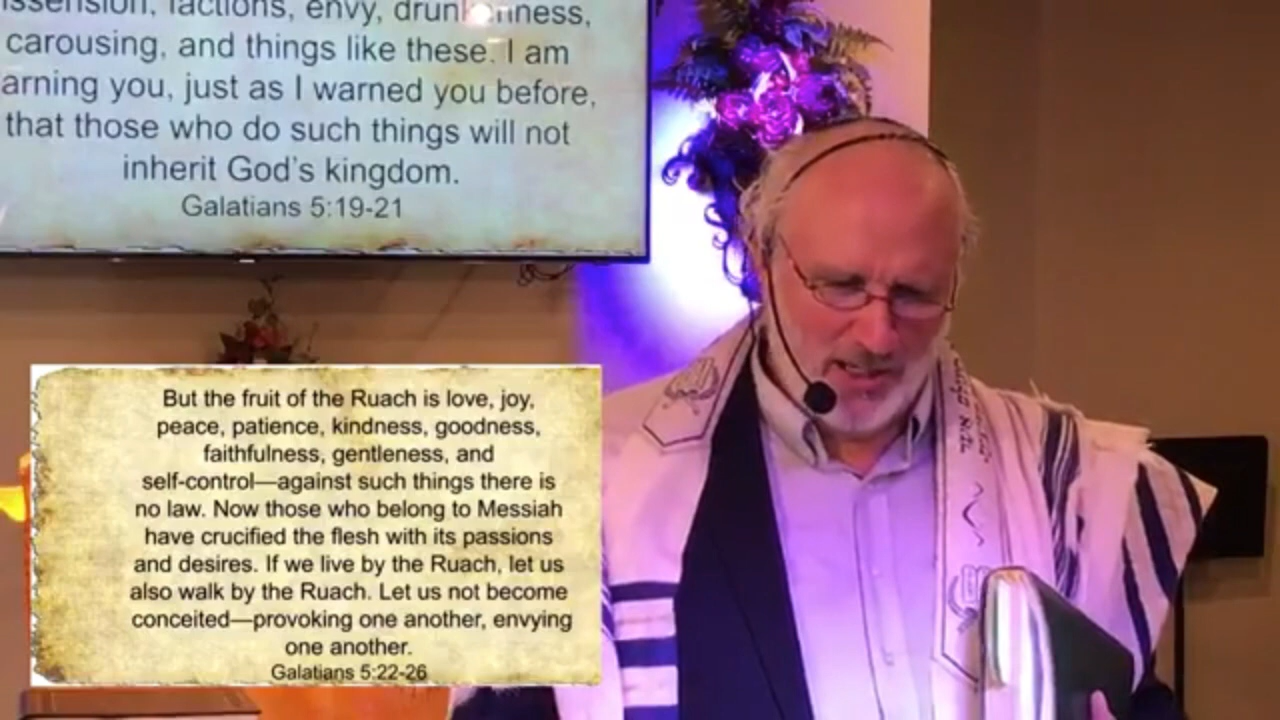 factions, envy, drunkenness,
carousing, and things like these. I am
arning you, just as I warned you before,
that those who do such things will not
inherit God's kingdom.
Galatians 5:19-21
But the fruit of the Ruach is love, joy,
peace, patience, kindness, goodness,
faithfulness, gentleness, and
self-control—against such things there is
no law. Now those who belong to Messiah
have crucified the flesh with its passions
and desires. If we live by the Ruach, let us
also walk by the Ruach. Let us not become
conceited—provoking one another, envying
one another.
Galatians 5:22-26